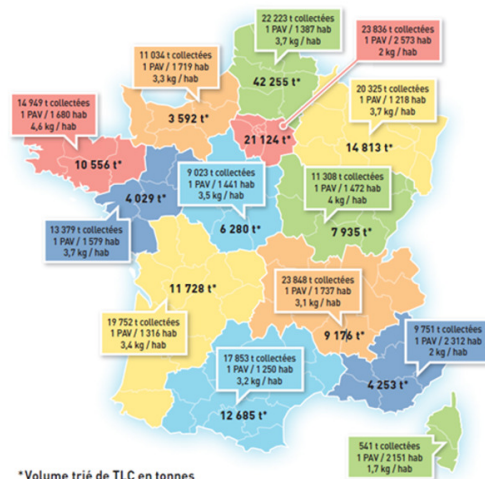 22 223 t collectées
1 PAV / 1 387 hab
3,7 kg / hab
42 255 t*
23 836 t collectées
1 PAV / 2 573 hab
2 kg / hab
21 124 t*
11 034 t collectées
1 PAV / 1 719 hab
3,3 kg / hab
3 592 t*
20 325 t collectées
1 PAV / 1 218 hab
3,7 kg / hab
14 813 t*
14 949 t collectées
1 PAV / 1 680 hab
4,6 kg / hab
10 556 t*
9 023 t collectées
1 PAV / 1 441 hab
3,5 kg / hab
6 280 t*
11 308 t collectées
1 PAV / 1 472 hab
4 kg / hab
7 935 t*
4 029 t*
13 379 t collectées
1 PAV / 1 579 hab
3,7 kg / hab
11 728 t*
19 752 t collectées
1 PAV / 1 316 hab
3,4 kg / hab
23 848 t collectées
1 PAV / 1 737 hab
3,1 kg / hab
9 176 t*
9 751 t collectées
1 PAV / 2 312 hab
2 kg / hab
4 253 t*
17 853 t collectées
1 PAV / 1 250 hab
3,2 kg / hab
12 685 t*
541 t collectées
1 PAV / 2 151 hab
1,7 kg / hab
*Volume trié de TLC en tonnes